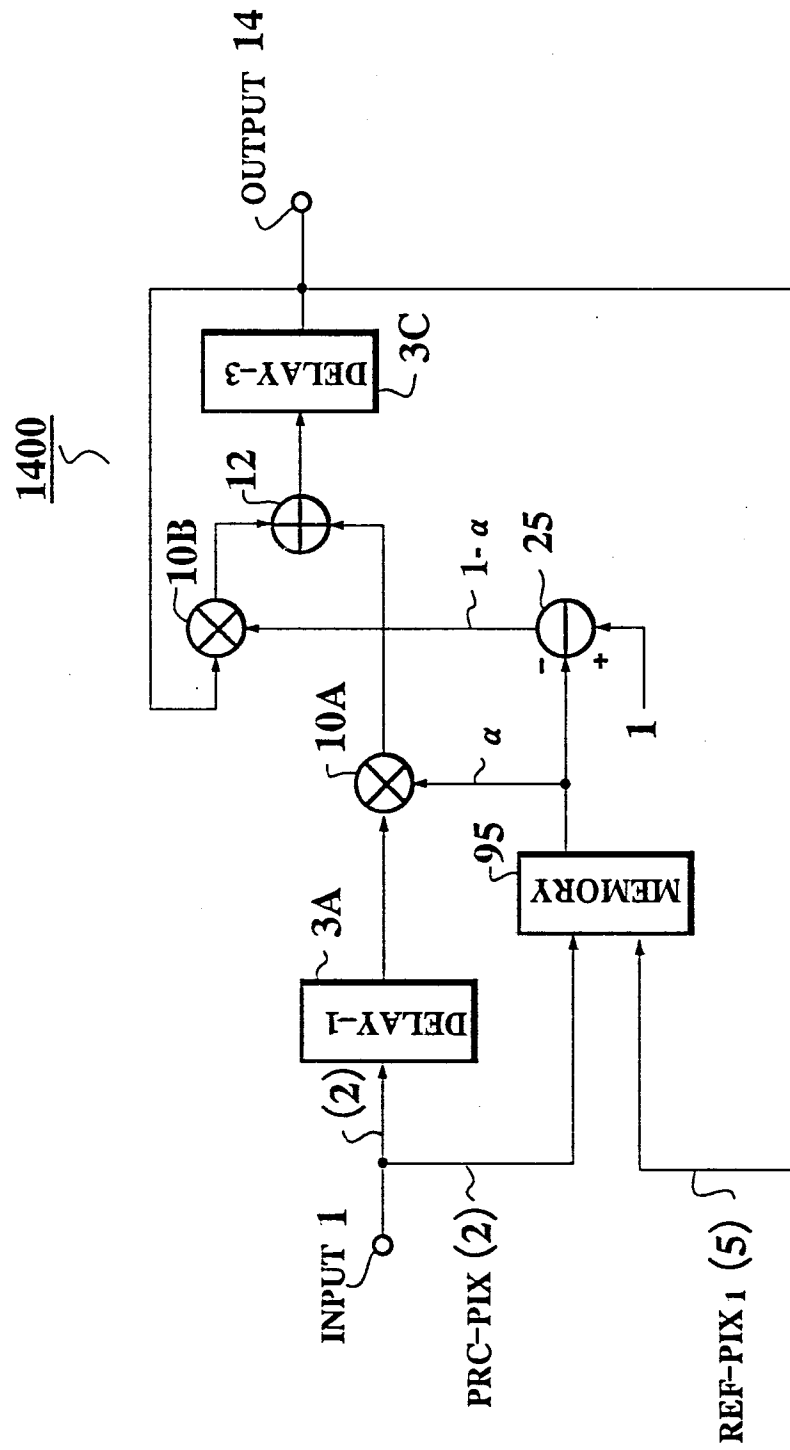 1400
OUTPUT 14
DELAY-3
3C
12
10B
1-α
25
-
+
1
10A
α
95
MEMORY
3A
DELAY-1
(2)
INPUT 1
PRC-PIX (2)
REF-PIX1 (5)